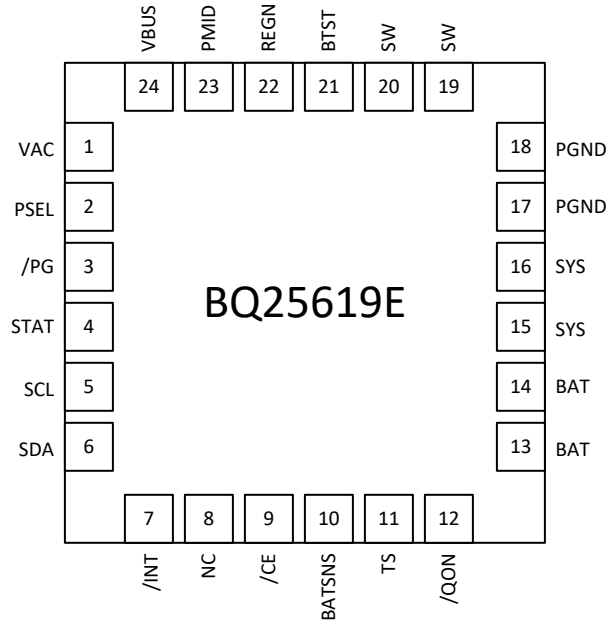 VBUS PMID REGN BTST SW SW
24 23 22 21 20 19
VAC 1 18 PGND
PSEL 2 17 PGND
/PG 3 16 SYS
BQ25619E
STAT 4 15 SYS
SCL 5 14 BAT
SDA 6 13 BAT
7 8 9 10 11 12
/INT NC /CE BATSNS TS /QON